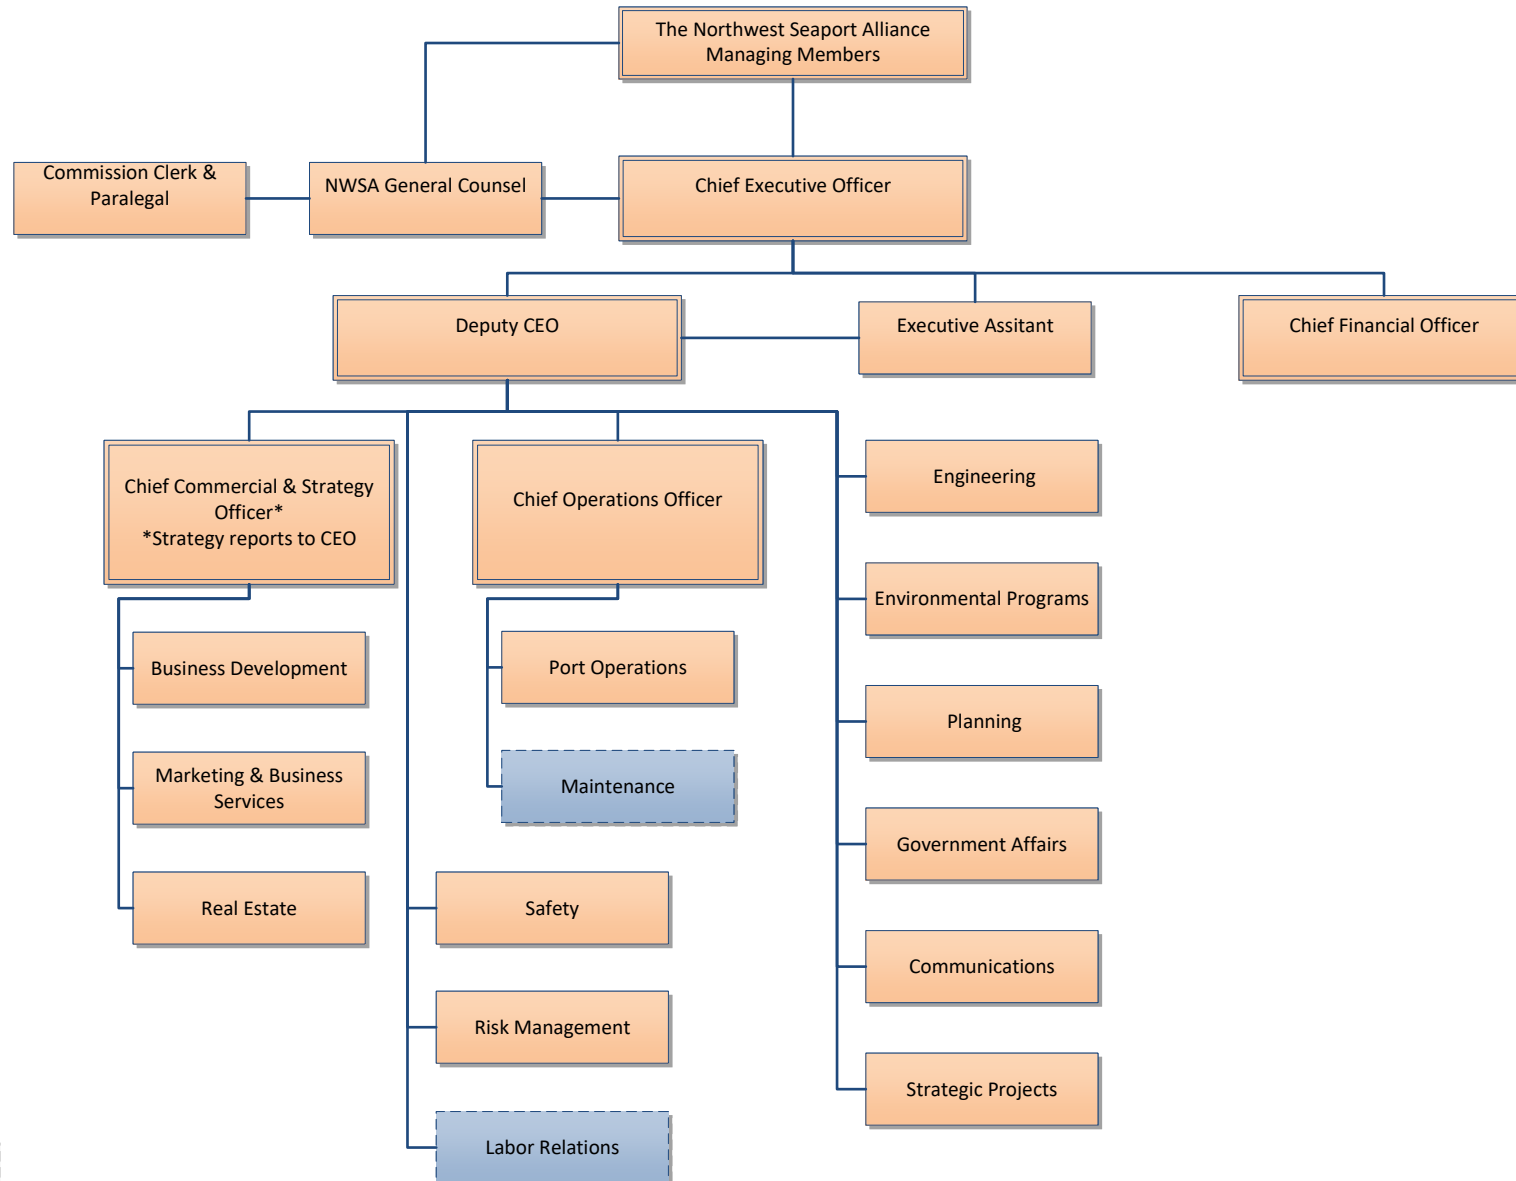 The Northwest Seaport Alliance
Managing Members
Commission Clerk &
Paralegal
NWSA General Counsel
Chief Executive Officer
Deputy CEO
Executive Assitant
Chief Financial Officer
Chief Commercial & Strategy
Officer*
*Strategy reports to CEO
Chief Operations Officer
Engineering
Environmental Programs
Business Development
Port Operations
Planning
Marketing & Business
Services
Maintenance
Government Affairs
Real Estate
Safety
Communications
Risk Management
Strategic Projects
Labor Relations